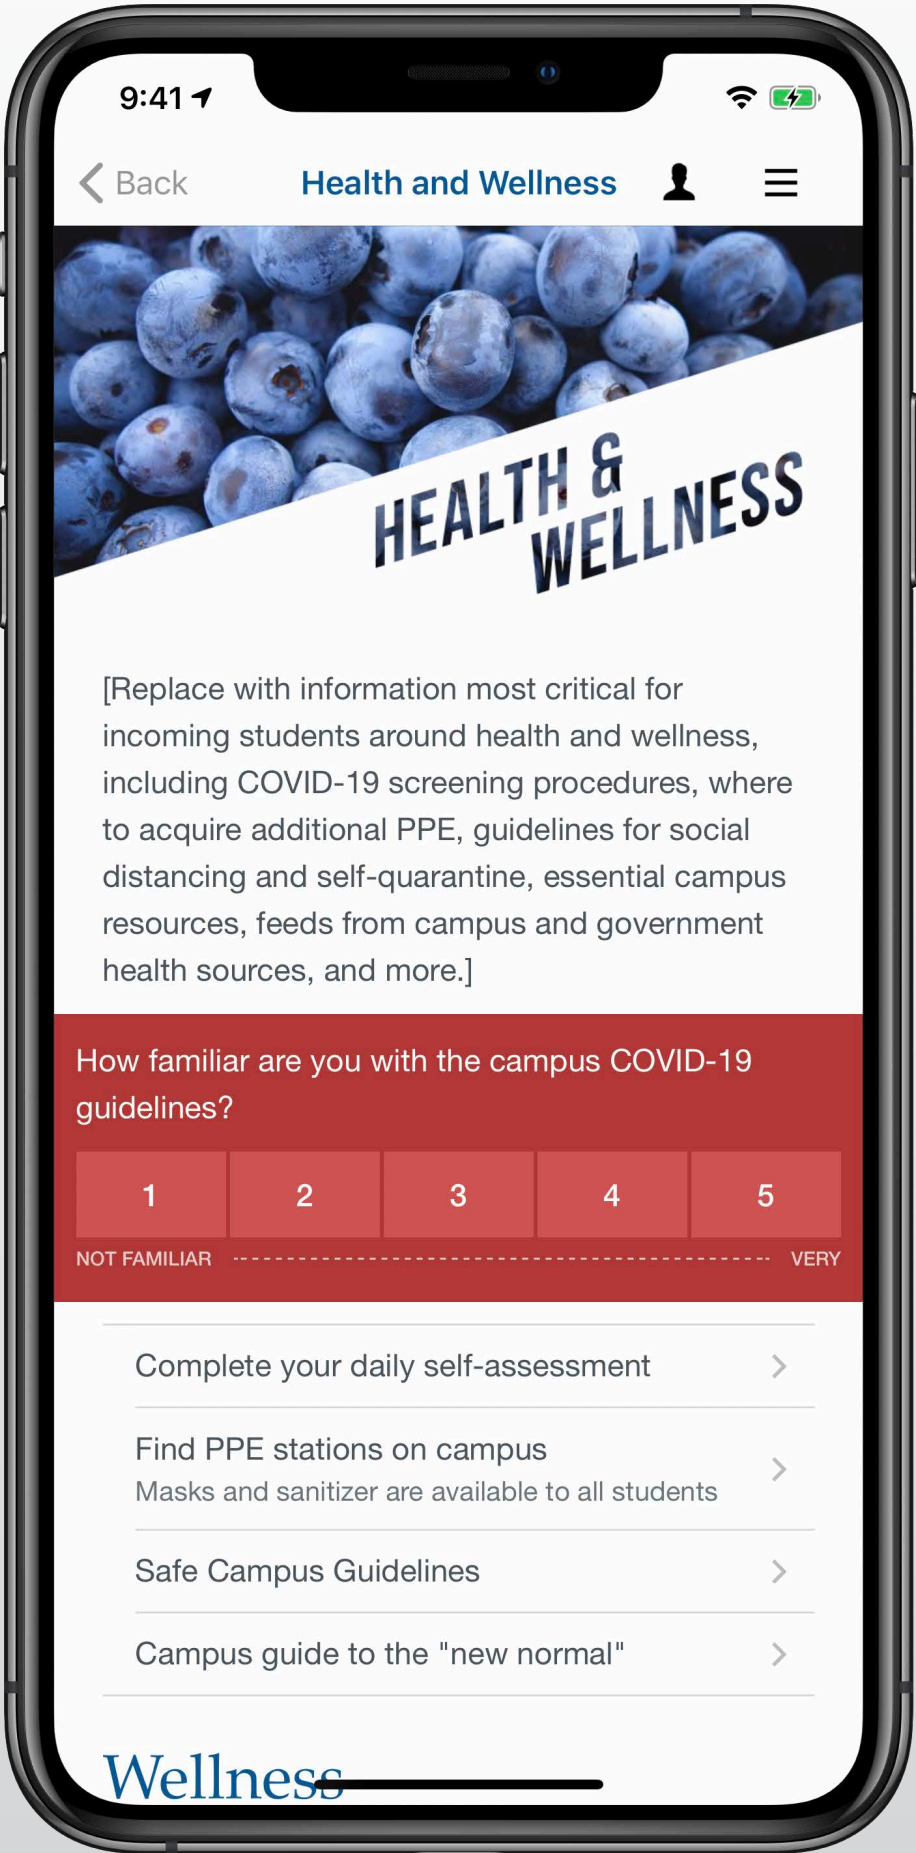 9:41
Back
Health and Wellness
HEALTH &
WELLNESS
[Replace with information most critical for
incoming students around health and wellness,
including COVID-19 screening procedures, where
to acquire additional PPE, guidelines for social
distancing and self-quarantine, essential campus
resources, feeds from campus and government
health sources, and more.]
How familiar are you with the campus COVID-19
guidelines?
1 2 3 4 5
NOT FAMILIAR VERY
Complete your daily self-assessment
Find PPE stations on campus
Masks and sanitizer are available to all students
Safe Campus Guidelines
Campus guide to the "new normal"
Wellness